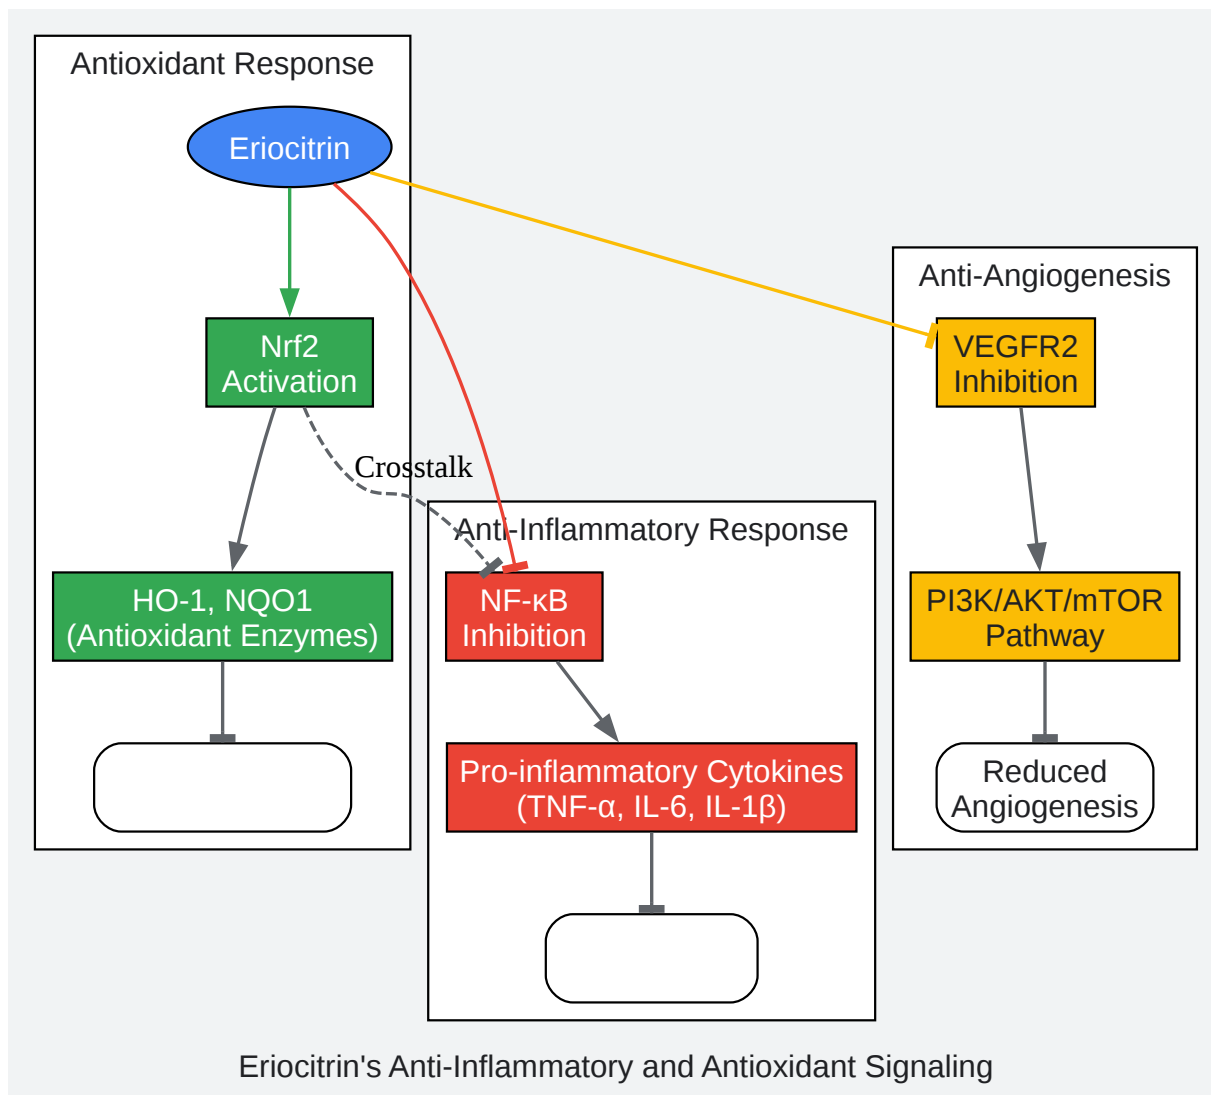 Antioxidant Response
Eriocitrin
Nrf2
Activation
Crosstalk
HO-1, NQO1
(Antioxidant Enzymes)
Anti-Inflammatory Response
NF-κB
Inhibition
Pro-inflammatory Cytokines
(TNF-α, IL-6, IL-1β)
Anti-Angiogenesis
VEGFR2
Inhibition
PI3K/AKT/mTOR
Pathway
Reduced
Angiogenesis
Eriocitrin's Anti-Inflammatory and Antioxidant Signaling